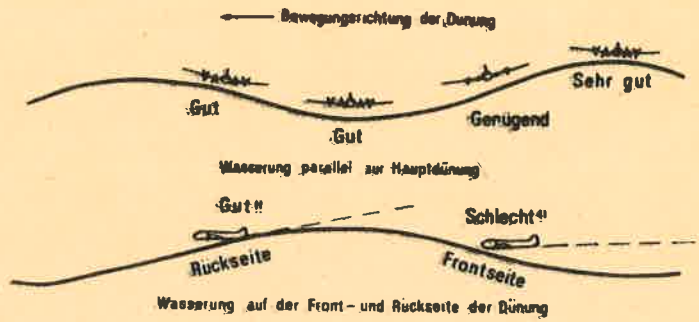 Bewegungsrichtung der Dünung
Sehr gut
Gut
Gut
Genügend
Wasserung parallel zur Hauptdünung
Gut!!
Schlecht
Rückseite
Frontseite
Wasserung auf der Front- und Rückseite der Dünung